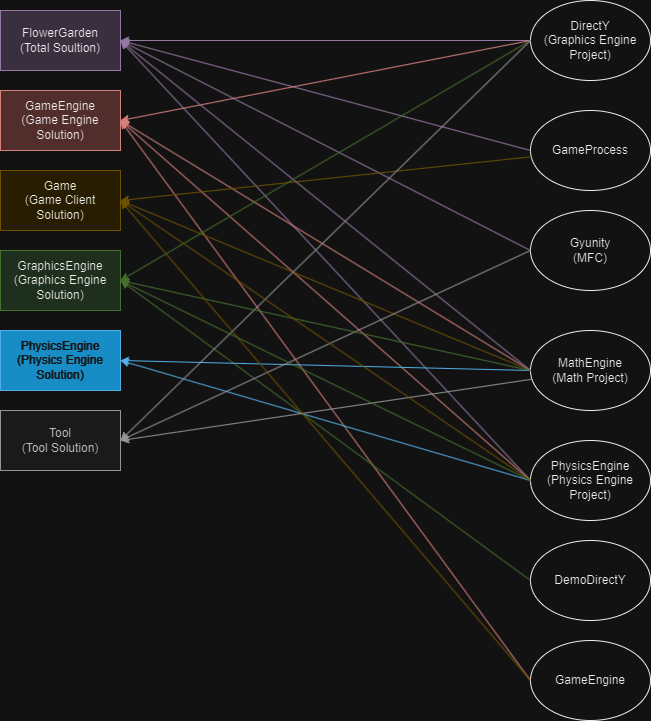 FlowerGarden
(Total Soultion)
GameEngine
(Game Engine
Solution)
Game
(Game Client
Solution)
GraphicsEngine
(Graphics Engine
Solution)
PhysicsEngine
(Physics Engine
Solution)
Tool
(Tool Solution)
DirectY
(Graphics Engine
Project)
GameProcess
Gyunity
(MFC)
MathEngine
(Math Project)
PhysicsEngine
(Physics Engine
Project)
DemoDirectY
GameEngine